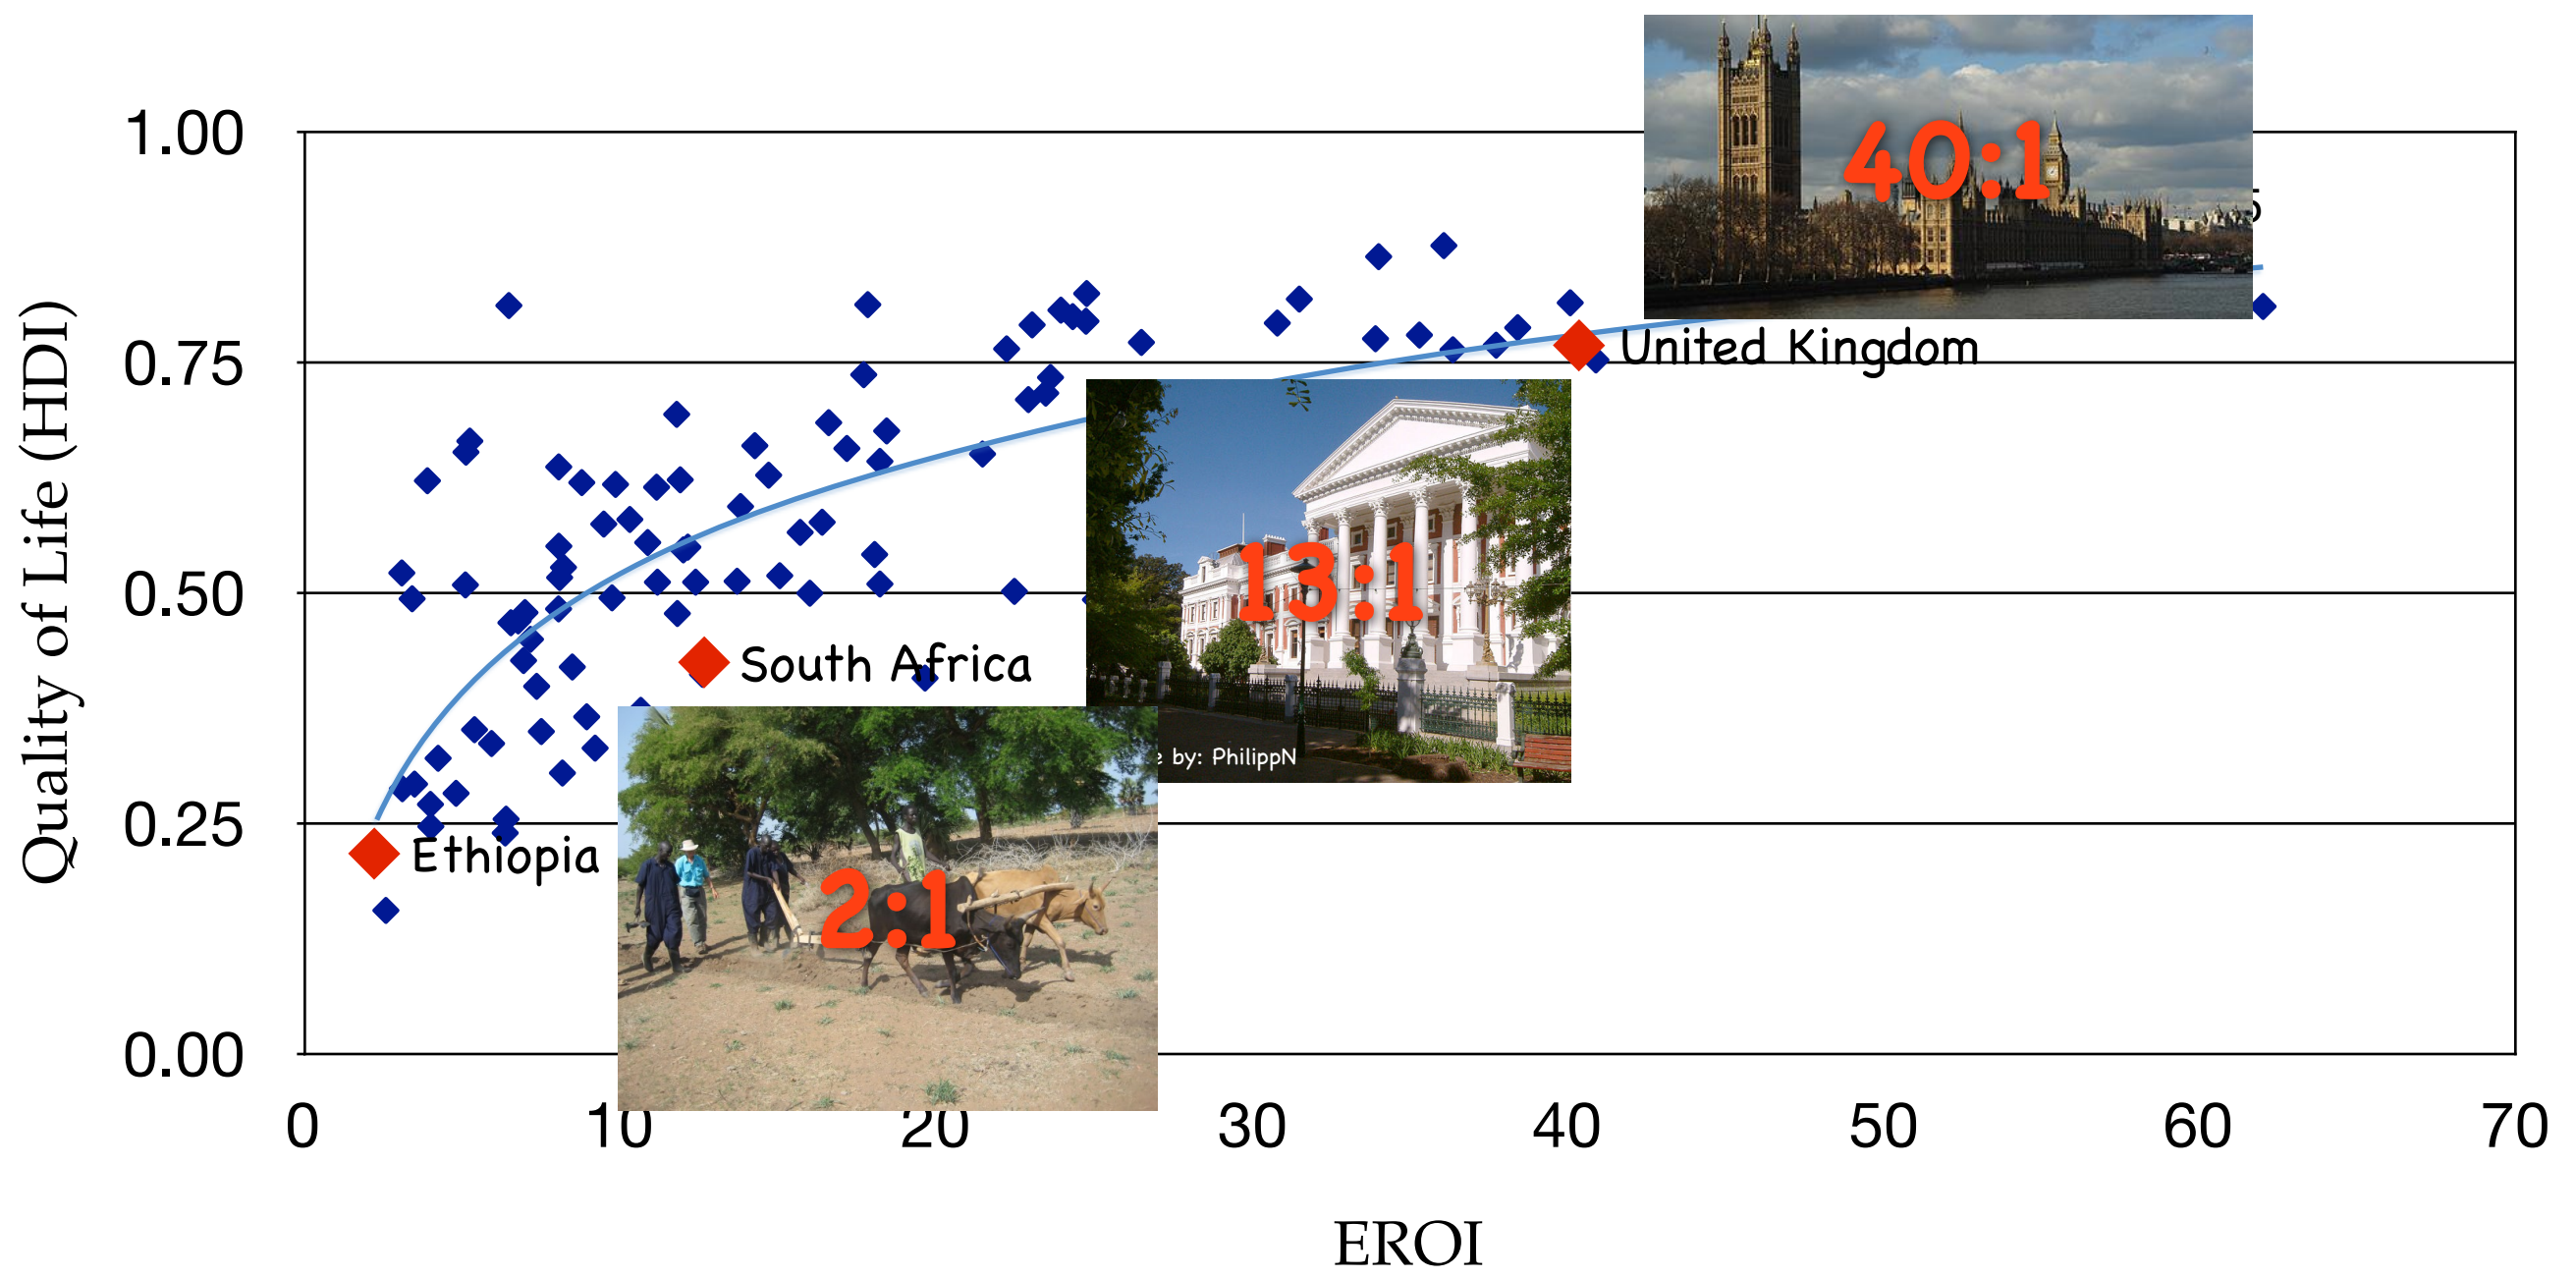 40:1
1.00
0.75
United Kingdom
0.50
13:1
South Africa
by: PhilippN
0.25
Ethiopia
2:1
0.00
0 10 20 30 40 50 60 70
Quality of Life (HDI)
EROI